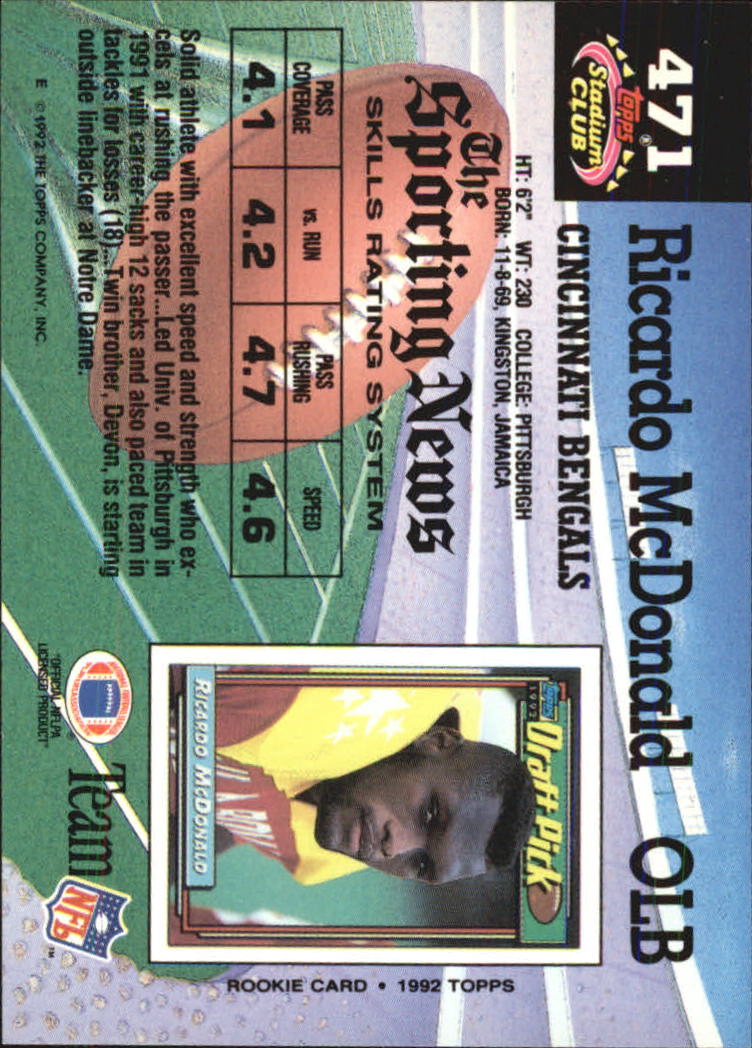 471
Topps®
Stadium
CLUB
Ricardo McDonald OLB
CINCINNATI BENGALS
HT: 6'2" WT: 230 COLLEGE: PITTSBURGH
BORN: 11-8-69, KINGSTON, JAMAICA
The
Sporting News
SKILLS RATING SYSTEM
PASS COVERAGE
vs. RUN
PASS RUSHING
SPEED
4.1 4.2 4.7 4.6
Solid athlete with excellent speed and strength who ex-
cels at rushing the passer...Led Univ. of Pittsburgh in
1991 with career-high 12 sacks and also paced team in
tackles for losses (18)...Twin brother, Devon, is starting
outside linebacker at Notre Dame.
E © 1992 THE TOPPS COMPANY, INC.
Topps
1992
Draft Pick
RICARDO MCDONALD
ROOKIE CARD • 1992 TOPPS
"OFFICIAL NFLPA
LICENSED PRODUCT"
Team
NFL
TM